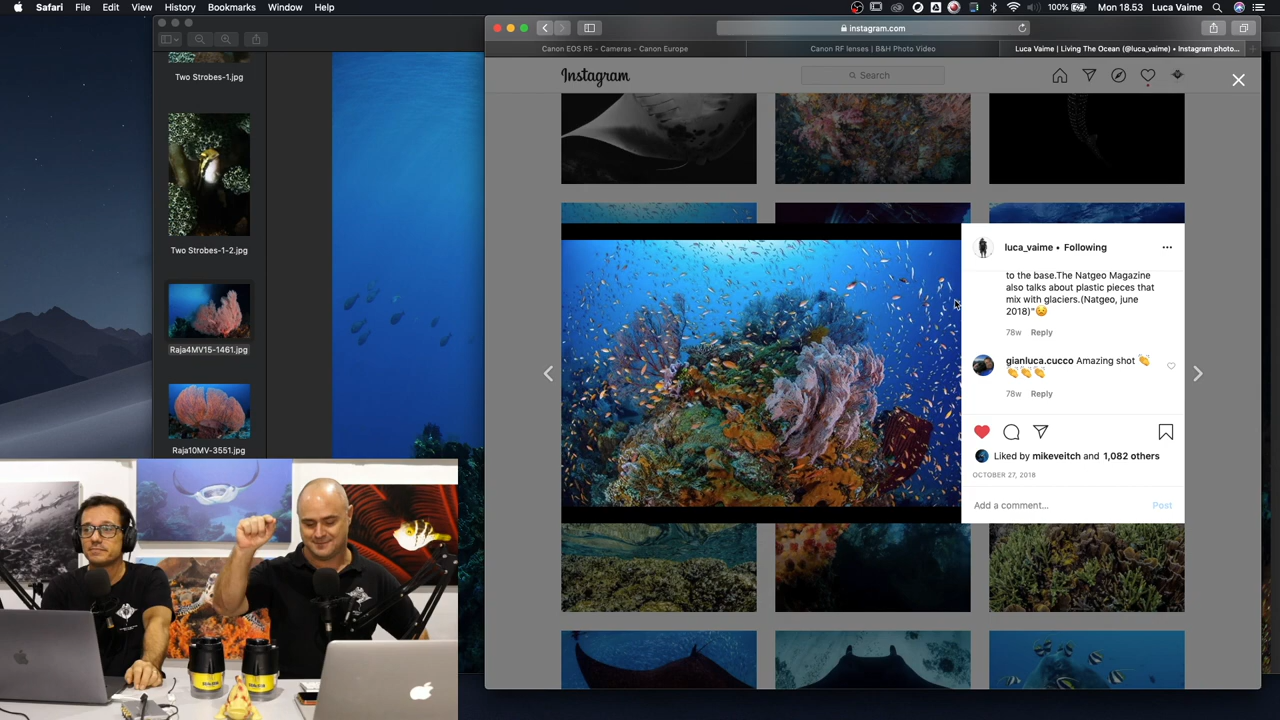 Safari File Edit View History Bookmarks Window Help
100% Mon 18.53 Luca Vaime
instagram.com
Canon EOS R5 - Cameras - Canon Europe
Canon RF lenses | B&H Photo Video
Luca Vaime | Living The Ocean (@luca_vaime) • Instagram photo...
Two Strobes-1.jpg
Two Strobes-1-2.jpg
Raja4MV15-1461.jpg
Raja10MV-3551.jpg
Instagram
Search
luca_vaime • Following
to the base.The Natgeo Magazine
also talks about plastic pieces that
mix with glaciers.(Natgeo, june
2018)"😔
78w Reply
gianluca.cucco Amazing shot 👏
👏👏👏
78w Reply
Liked by mikeveitch and 1,082 others
OCTOBER 27, 2018
Add a comment... Post